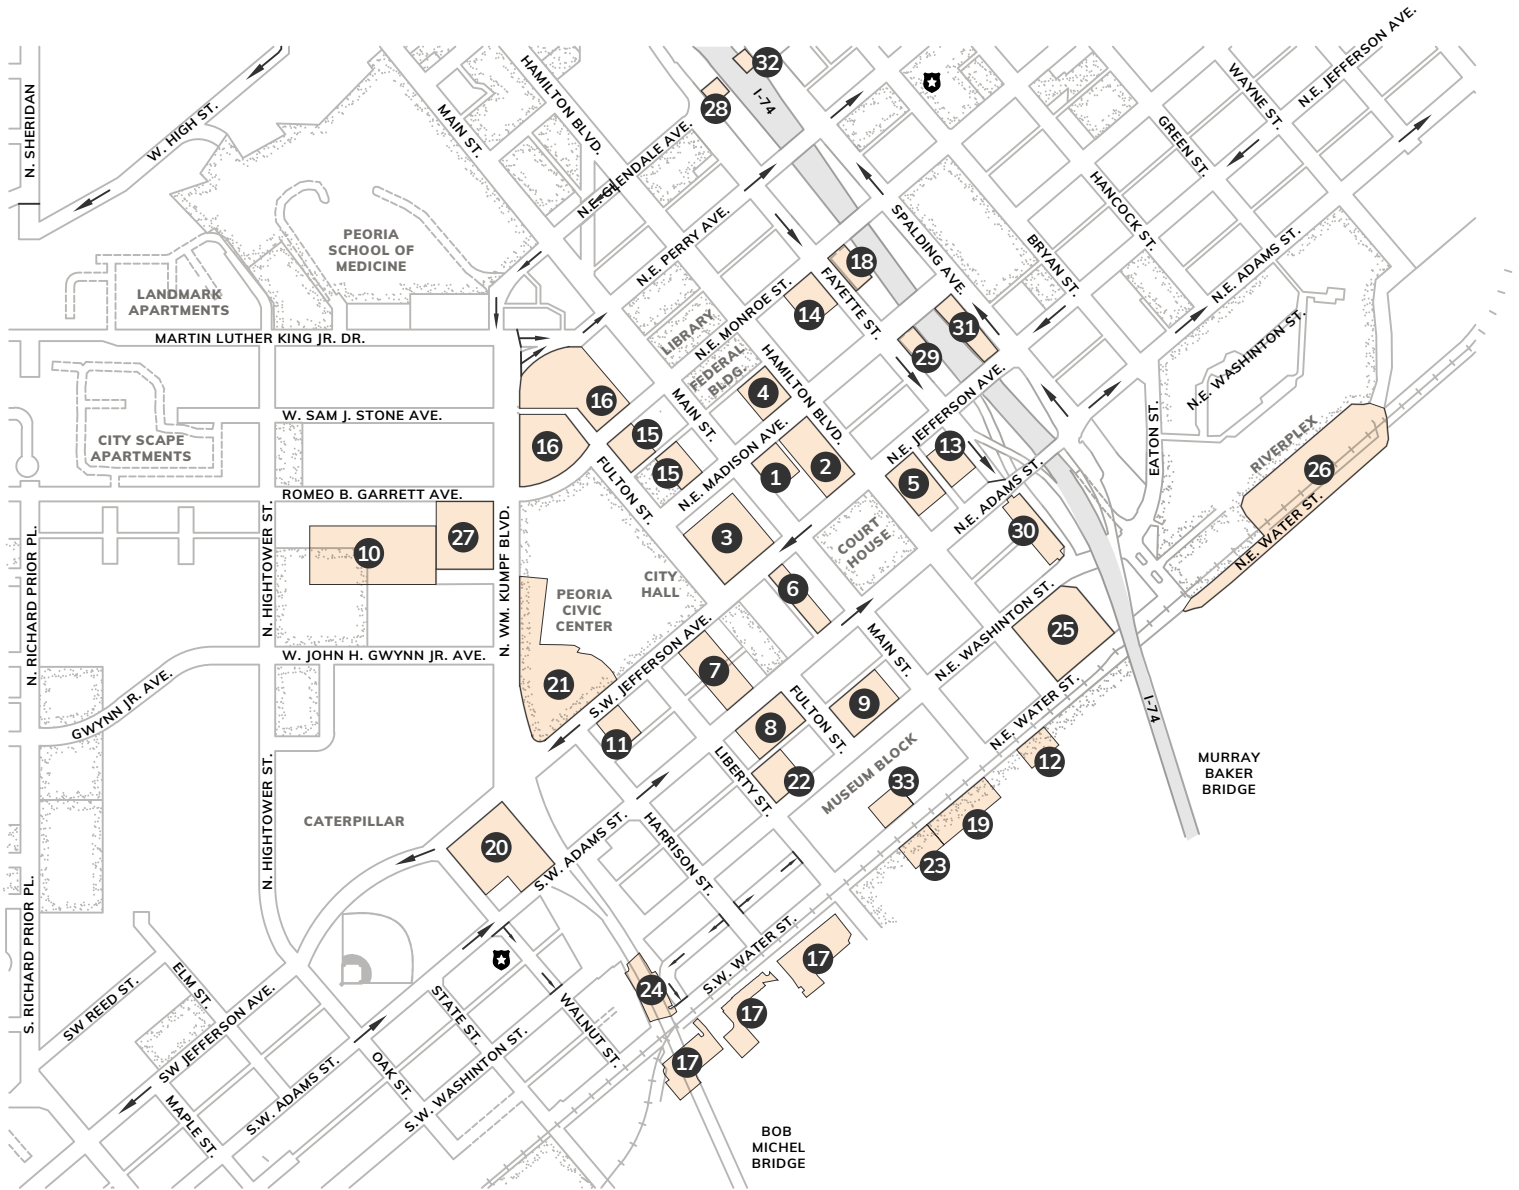 N.E. JEFFERSON AVE.
HAMILTON BLVD.
32
WAYNE ST.
N. SHERIDAN
I-74
28
W. HIGH ST.
MAIN ST.
GREEN ST.
N.E. GLENDALE AVE.
HANCOCK ST.
PEORIA
SCHOOL OF
MEDICINE
N.E. PERRY AVE.
SPALDING AVE.
BRYAN ST.
N.E. ADAMS ST.
18
LANDMARK
APARTMENTS
FAYETTE ST.
14
N.E. MONROE ST.
LIBRARY
31
MARTIN LUTHER KING JR. DR.
29
N.E. WASHINGTON ST.
FEDERAL
BLDG.
HAMILTON BLVD.
4
16
N.E. JEFFERSON AVE.
W. SAM J. STONE AVE.
MAIN ST.
15
16
CITY SCAPE
APARTMENTS
N.E. MADISON AVE.
13
EATON ST.
RIVERPLEX
15
1
2
26
5
ROMEO B. GARRETT AVE.
FULTON ST.
N.E. ADAMS ST.
27
N. WM. KUMPF BLVD.
3
COURT
HOUSE
30
N.E. WATER ST.
10
N. HIGHTOWER ST.
N. RICHARD PRIOR PL.
CITY
HALL
6
PEORIA
CIVIC
CENTER
25
N.E. WASHINTON ST.
MAIN ST.
W. JOHN H. GWYNN JR. AVE.
S.W. JEFFERSON AVE.
7
21
GWYNN JR. AVE.
9
FULTON ST.
N.E. WATER ST.
I-74
8
11
12
MURRAY
BAKER
BRIDGE
LIBERTY ST.
22
MUSEUM BLOCK
33
N. HIGHTOWER ST.
CATERPILLAR
19
20
HARRISON ST.
S.W. ADAMS ST.
23
S. RICHARD PRIOR PL.
S.W. WATER ST.
17
24
ELM ST.
SW REED ST.
17
STATE ST.
WALNUT ST.
SW JEFFERSON AVE.
17
OAK ST.
S.W. WASHINTON ST.
S.W. ADAMS ST.
MAPLE ST.
BOB
MICHEL
BRIDGE